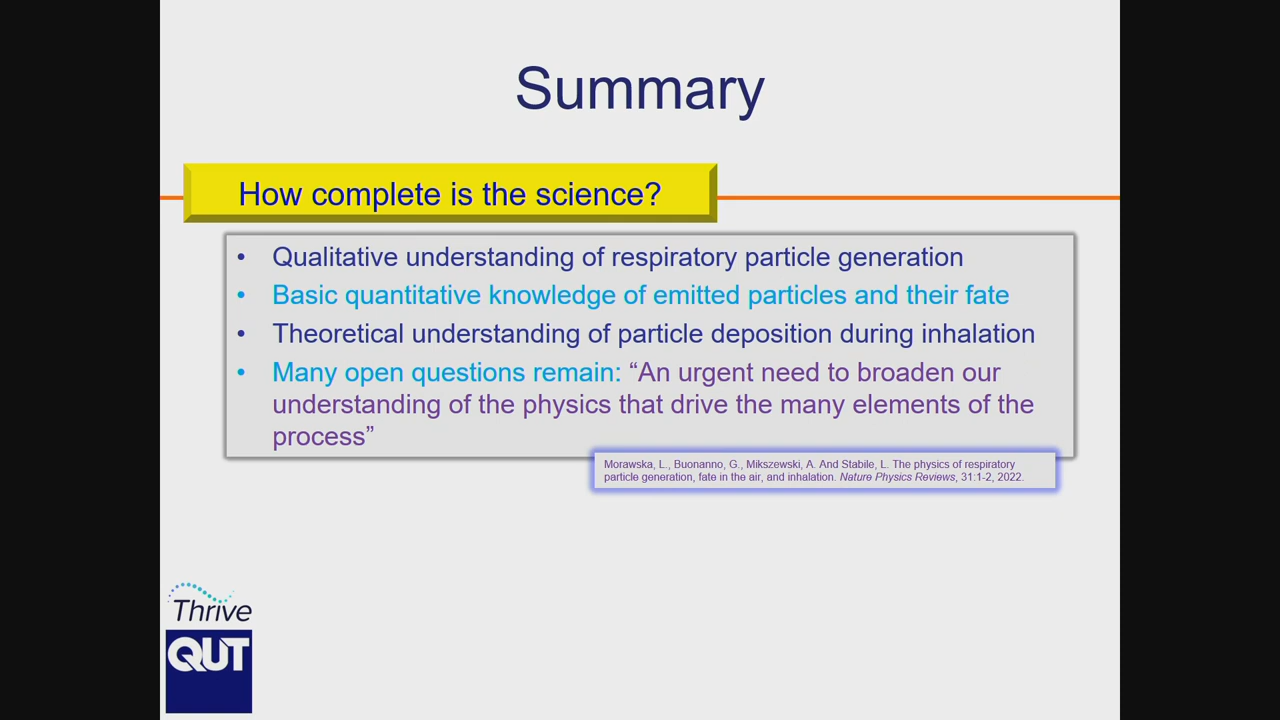 Summary
How complete is the science?
• Qualitative understanding of respiratory particle generation
• Basic quantitative knowledge of emitted particles and their fate
• Theoretical understanding of particle deposition during inhalation
• Many open questions remain: “An urgent need to broaden our
understanding of the physics that drive the many elements of the
process”
Morawska, L., Buonanno, G., Mikszewski, A. And Stabile, L. The physics of respiratory
particle generation, fate in the air, and inhalation. Nature Physics Reviews, 31:1-2, 2022.
Thrive
QUT